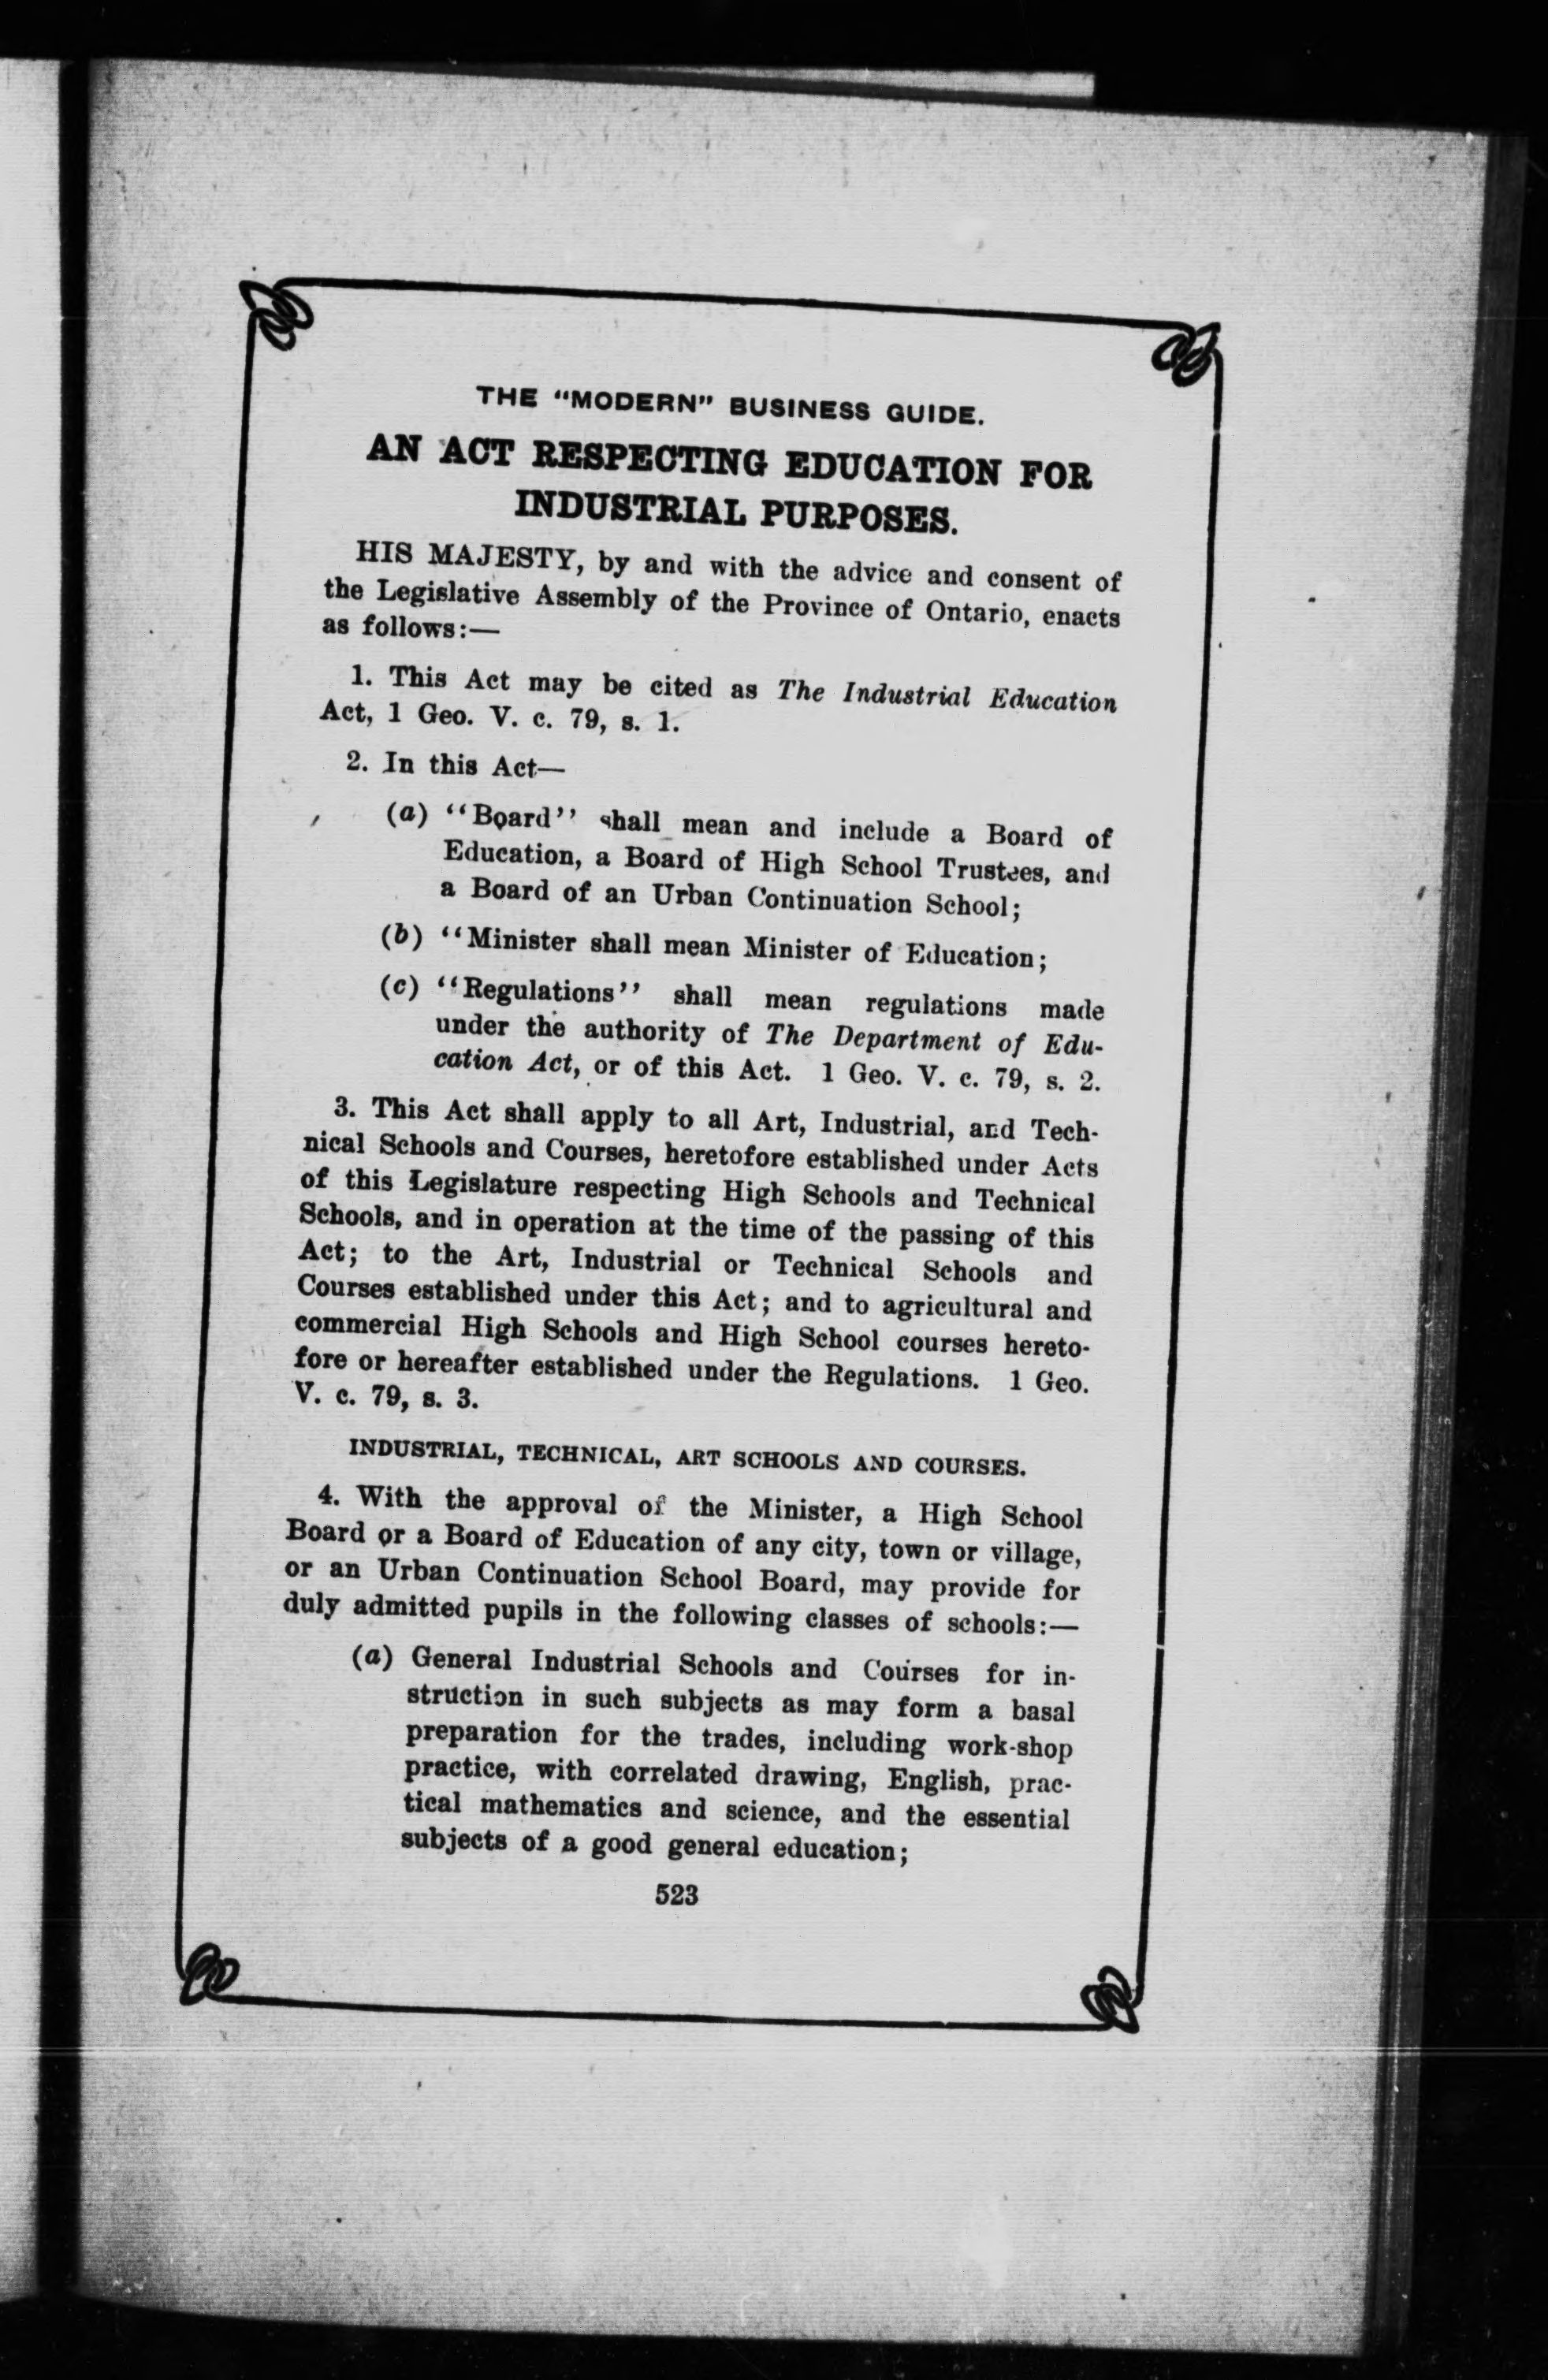 THE "MODERN" BUSINESS GUIDE.
AN ACT RESPECTING EDUCATION FOR
INDUSTRIAL PURPOSES.
HIS MAJESTY, by and with the advice and consent of
the Legislative Assembly of the Province of Ontario, enacts
as follows:—
1. This Act may be cited as The Industrial Education
Act, 1 Geo. V. c. 79, s. 1.
2. In this Act—
(a) "Board" shall mean and include a Board of
Education, a Board of High School Trustees, and
a Board of an Urban Continuation School;
(b) "Minister shall mean Minister of Education;
(c) "Regulations" shall mean regulations made
under the authority of The Department of Edu-
cation Act, or of this Act. 1 Geo. V. c. 79, s. 2.
3. This Act shall apply to all Art, Industrial, and Tech-
nical Schools and Courses, heretofore established under Acts
of this Legislature respecting High Schools and Technical
Schools, and in operation at the time of the passing of this
Act; to the Art, Industrial or Technical Schools and
Courses established under this Act; and to agricultural and
commercial High Schools and High School courses hereto-
fore or hereafter established under the Regulations. 1 Geo.
V. c. 79, s. 3.
INDUSTRIAL, TECHNICAL, ART SCHOOLS AND COURSES.
4. With the approval of the Minister, a High School
Board or a Board of Education of any city, town or village,
or an Urban Continuation School Board, may provide for
duly admitted pupils in the following classes of schools:—
(a) General Industrial Schools and Courses for in-
struction in such subjects as may form a basal
preparation for the trades, including work-shop
practice, with correlated drawing, English, prac-
tical mathematics and science, and the essential
subjects of a good general education;
523